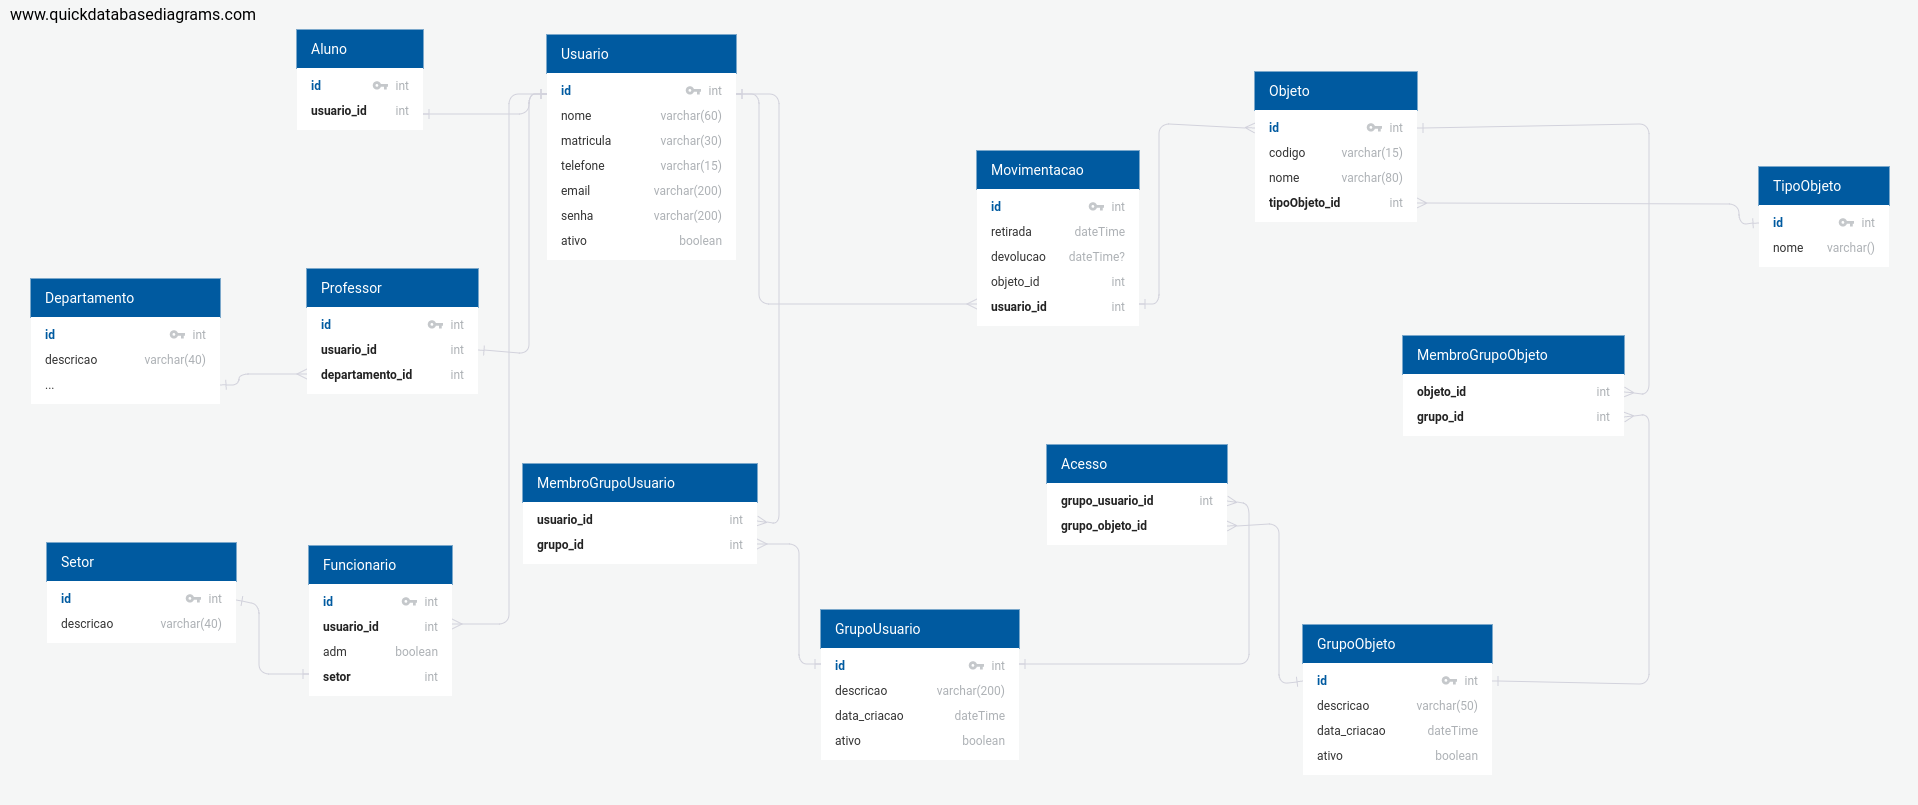 www.quickdatabasediagrams.com
Aluno
id int
usuario_id int
Usuario
id int
nome varchar(60)
matricula varchar(30)
telefone varchar(15)
email varchar(200)
senha varchar(200)
ativo boolean
Objeto
id int
codigo varchar(15)
nome varchar(80)
tipoObjeto_id int
Movimentacao
id int
retirada dateTime
devolucao dateTime?
objeto_id int
usuario_id int
TipoObjeto
id int
nome varchar()
Departamento
id int
descricao varchar(40)
...
Professor
id int
usuario_id int
departamento_id int
MembroGrupoObjeto
objeto_id int
grupo_id int
MembroGrupoUsuario
usuario_id int
grupo_id int
Acesso
grupo_usuario_id int
grupo_objeto_id
Setor
id int
descricao varchar(40)
Funcionario
id int
usuario_id int
adm boolean
setor int
GrupoUsuario
id int
descricao varchar(200)
data_criacao dateTime
ativo boolean
GrupoObjeto
id int
descricao varchar(50)
data_criacao dateTime
ativo boolean